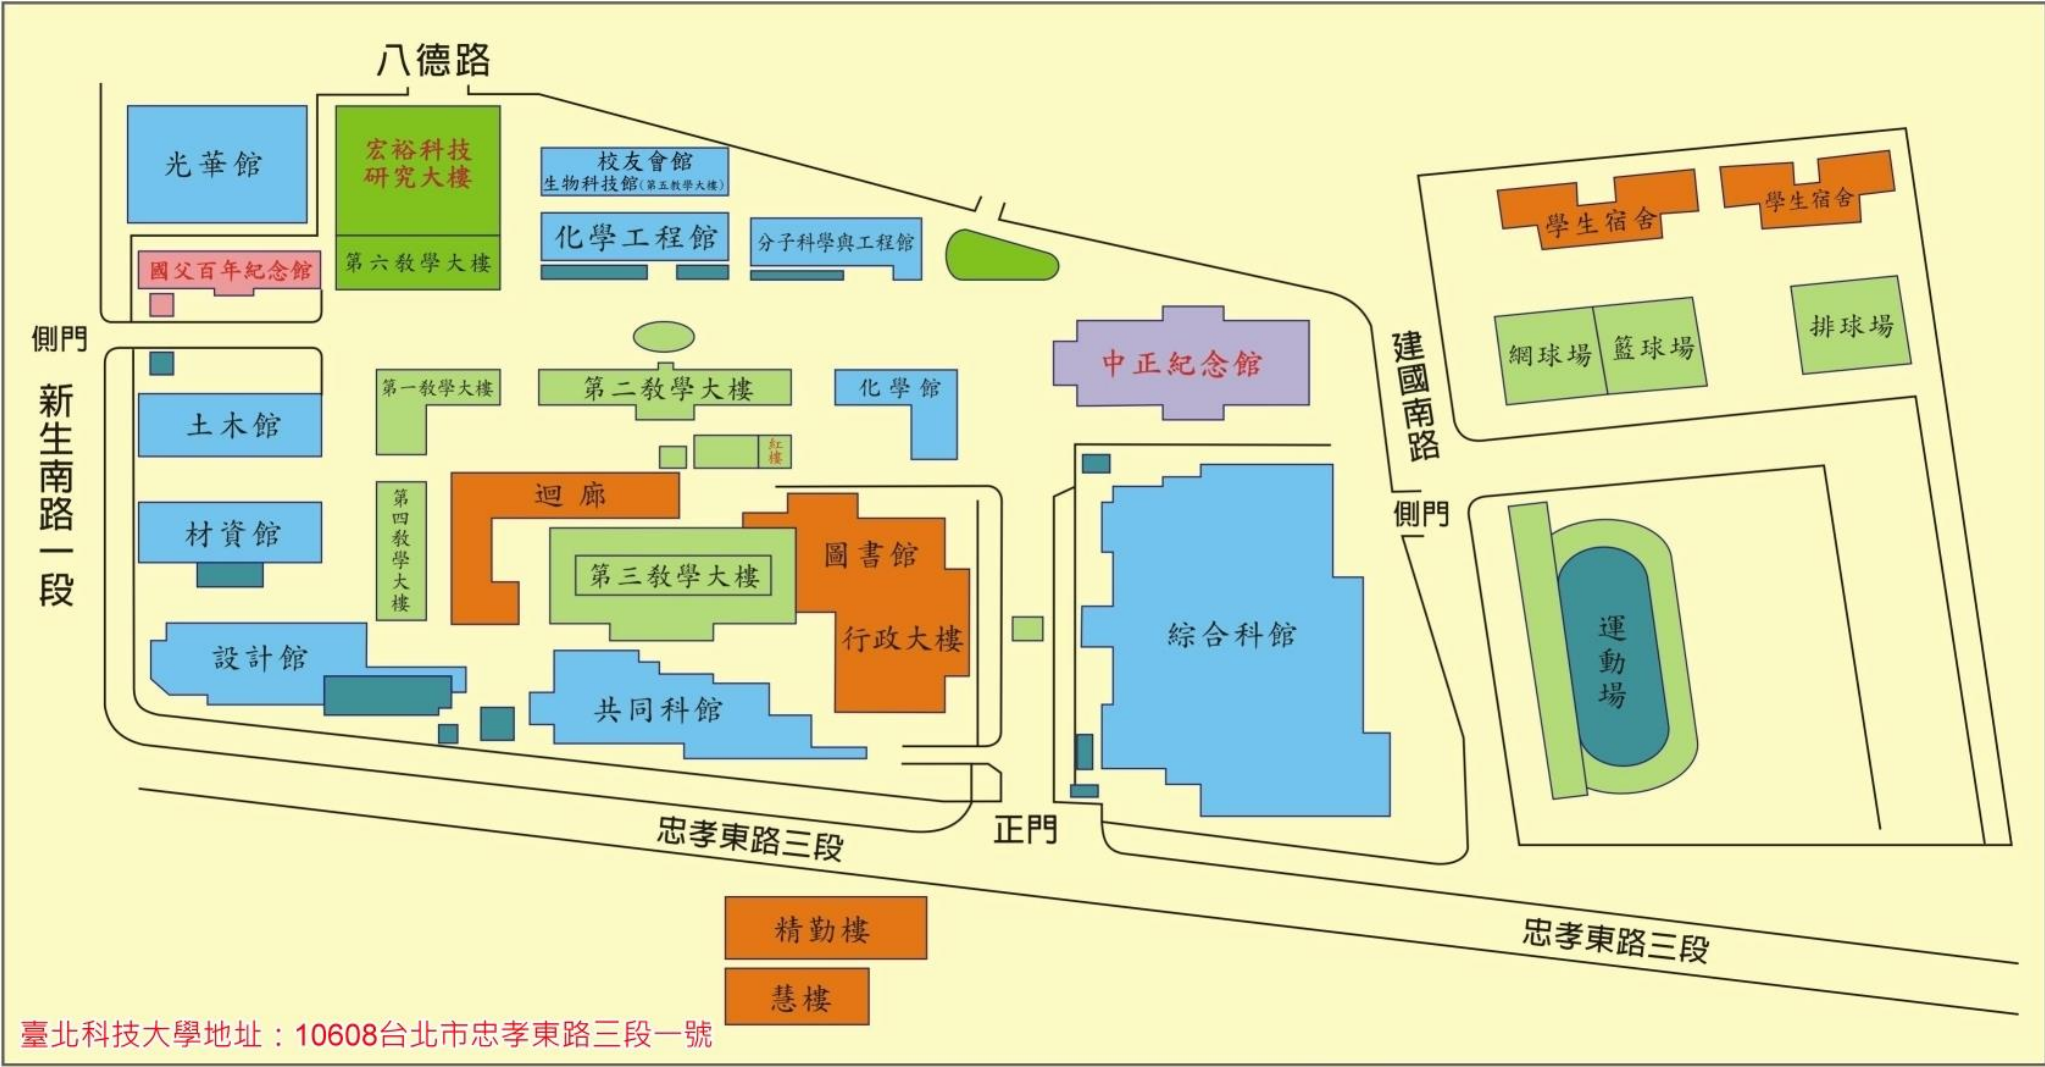 八德路
光華館
宏裕科技
研究大樓
校友會館
生物科技館(第五教學大樓)
化學工程館
分子科學與工程館
第六教學大樓
國父百年紀念館
學生宿舍
學生宿舍
側門
新生南路一段
土木館
第一教學大樓
第二教學大樓
化學館
中正紀念館
建國南路
網球場
籃球場
排球場
紅樓
材資館
第四教學大樓
迴廊
第三教學大樓
圖書館
行政大樓
綜合科館
側門
運動場
設計館
共同科館
忠孝東路三段
正門
精勤樓
慧樓
忠孝東路三段
臺北科技大學地址：10608台北市忠孝東路三段一號